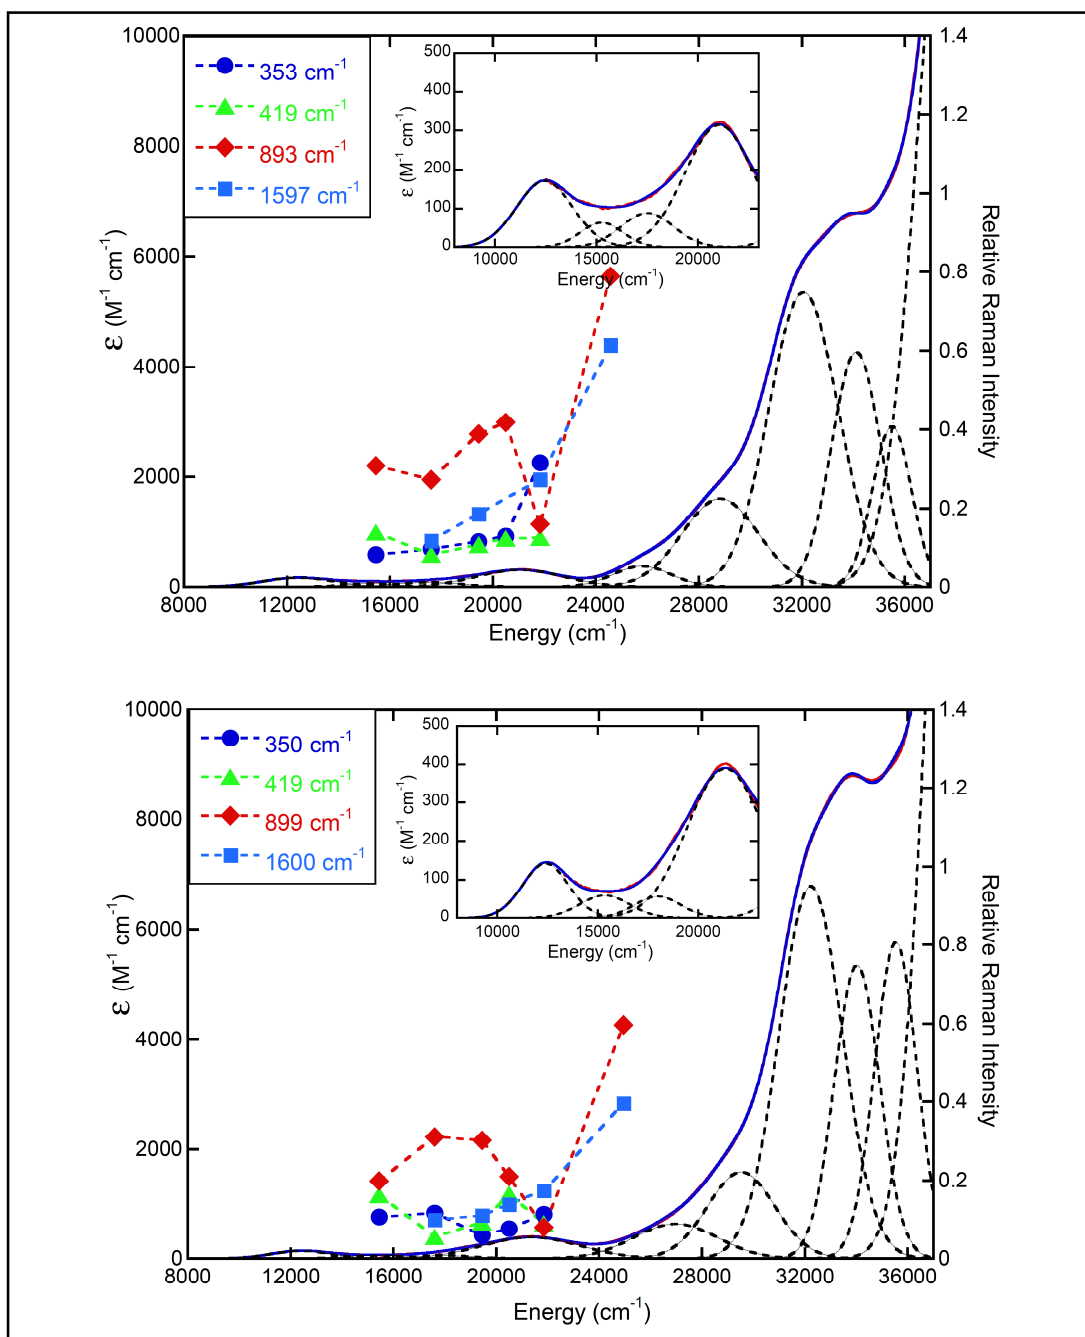 353 cm⁻¹
419 cm⁻¹
893 cm⁻¹
1597 cm⁻¹
500
400
300
200
100
0
ε (M⁻¹ cm⁻¹)
10000 15000 20000
Energy (cm⁻¹)
10000
8000
6000
4000
2000
0
ε (M⁻¹ cm⁻¹)
1.4
1.2
1
0.8
0.6
0.4
0.2
0
Relative Raman Intensity
8000 12000 16000 20000 24000 28000 32000 36000
Energy (cm⁻¹)
350 cm⁻¹
419 cm⁻¹
899 cm⁻¹
1600 cm⁻¹
500
400
300
200
100
0
ε (M⁻¹ cm⁻¹)
10000 15000 20000
Energy (cm⁻¹)
10000
8000
6000
4000
2000
0
ε (M⁻¹ cm⁻¹)
1.4
1.2
1
0.8
0.6
0.4
0.2
0
Relative Raman Intensity
8000 12000 16000 20000 24000 28000 32000 36000
Energy (cm⁻¹)